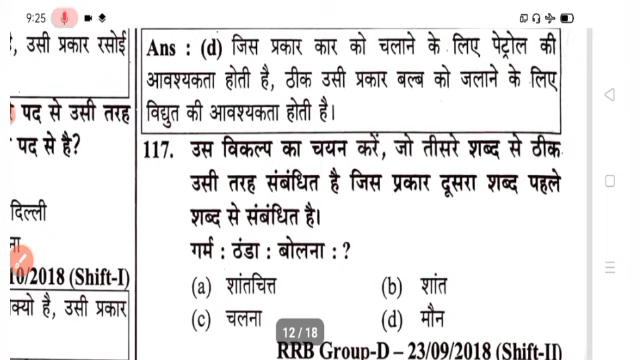 9:25
है, उसी प्रकार रसोई
पद से उसी तरह
पद से है?
दिल्ली
ना
10/2018 (Shift-I)
क्यो है, उसी प्रकार
Ans : (d) जिस प्रकार कार को चलाने के लिए पेट्रोल की
आवश्यकता होती है, ठीक उसी प्रकार बल्ब को जलाने के लिए
विद्युत की आवश्यकता होती है।
117. उस विकल्प का चयन करें, जो तीसरे शब्द से ठीक
उसी तरह संबंधित है जिस प्रकार दूसरा शब्द पहले
शब्द से संबंधित है।
गर्म : ठंडा : बोलना : ?
(a) शांतचित्त (b) शांत
(c) चलना (d) मौन
12 / 18
RRB Group-D – 23/09/2018 (Shift-II)